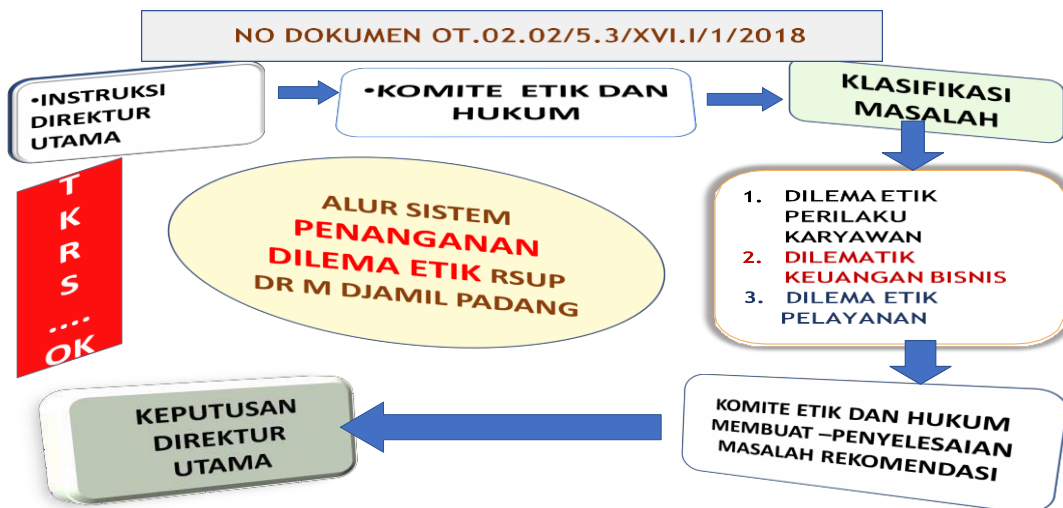 NO DOKUMEN OT.02.02/5.3/XVI.I/1/2018
•INSTRUKSI
DIREKTUR
UTAMA
•KOMITE ETIK DAN
HUKUM
KLASIFIKASI
MASALAH
T
K
R
S
....
OK
ALUR SISTEM
PENANGANAN
DILEMA ETIK RSUP
DR M DJAMIL PADANG
1. DILEMA ETIK
PERILAKU
KARYAWAN
2. DILEMATIK
KEUANGAN BISNIS
3. DILEMA ETIK
PELAYANAN
KOMITE ETIK DAN HUKUM
MEMBUAT –PENYELESAIAN
MASALAH REKOMENDASI
KEPUTUSAN
DIREKTUR
UTAMA